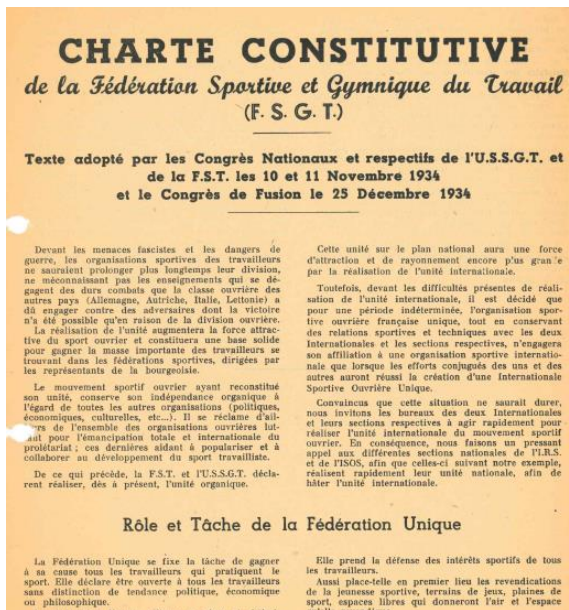 CHARTE CONSTITUTIVE
de la Fédération Sportive et Gymnique du Travail
(F. S. G. T.)
Texte adopté par les Congrès Nationaux et respectifs de l'U.S.S.G.T. et
de la F.S.T. les 10 et 11 Novembre 1934
et le Congrès de Fusion le 25 Décembre 1934
Devant les menaces fascistes et les dangers de
guerre, les organisations sportives des travailleurs
ne sauraient prolonger plus longtemps leur division,
ne méconnaissant pas les enseignements qui se dé-
gagent des durs combats que la classe ouvrière des
autres pays (Allemagne, Autriche, Italie, Lettonie) a
dû engager contre des adversaires dont la victoire
n'a été possible qu'en raison de la division ouvrière.
La réalisation de l'unité augmentera la force attrac-
tive du sport ouvrier et constituera une base solide
pour gagner la masse importante des travailleurs se
trouvant dans les fédérations sportives, dirigées par
les représentants de la bourgeoisie.
Le mouvement sportif ouvrier ayant reconstitué
son unité, conserve son indépendance organique à
l'égard de toutes les autres organisations (politiques,
économiques, culturelles, etc...). Il se réclame d'ail-
rs de l'ensemble des organisations ouvrières lut-
ant pour l'émancipation totale et internationale du
prolétariat ; ces dernières aidant à populariser et à
collaborer au développement du sport travailliste.
De ce qui précède, la F.S.T. et l'U.S.S.G.T. décla-
rent réaliser, dès à présent, l'unité organique.
Cette unité sur le plan national aura une force
d'attraction et de rayonnement encore plus grande
par la réalisation de l'unité internationale.
Toutefois, devant les difficultés présentes de réali-
sation de l'unité internationale, il est décidé que
pour une période indéterminée, l'organisation spor-
tive ouvrière française unique, tout en conservant
des relations sportives et techniques avec les deux
Internationales et les sections respectives, n'engagera
son affiliation à une organisation sportive internatio-
nale que lorsque les efforts conjugués des uns et des
autres auront réussi la création d'une Internationale
Sportive Ouvrière Unique.
Convaincus que cette situation ne saurait durer,
nous invitons les bureaux des deux Internationales
et leurs sections respectives à agir rapidement pour
réaliser l'unité internationale du mouvement sportif
ouvrier. En conséquence, nous faisons un pressant
appel aux différentes sections nationales de l'I.R.S.
et de l'ISOS, afin que celles-ci suivant notre exemple,
réalisent rapidement leur unité nationale, afin de
hâter l'unité internationale.
Rôle et Tâche de la Fédération Unique
La Fédération Unique se fixe la tâche de gagner
à sa cause tous les travailleurs qui pratiquent le
sport. Elle déclare être ouverte à tous les travailleurs
sans distinction de tendance politique, économique
ou philosophique.
Elle prend la défense des intérêts sportifs de tous
les travailleurs.
Aussi place-telle en premier lieu les revendications
de la jeunesse sportive, terrains de jeux, plaines de
sport, espaces libres qui donneront l'air et l'espace